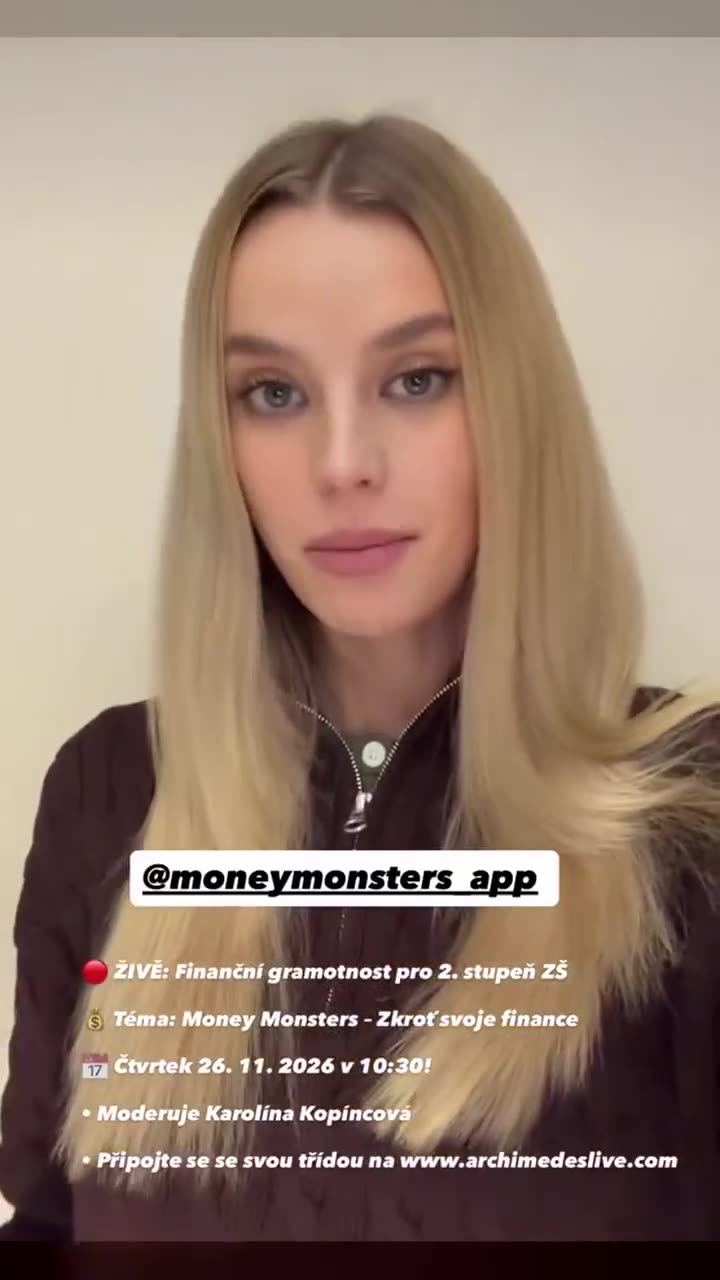 @moneymonsters_app
🔴 ŽIVĚ: Finanční gramotnost pro 2. stupeň ZŠ
💰 Téma: Money Monsters - Zkroť svoje finance
📅 Čtvrtek 26. 11. 2026 v 10:30!
• Moderuje Karolína Kopíncová
• Připojte se se svou třídou na www.archimedeslive.com